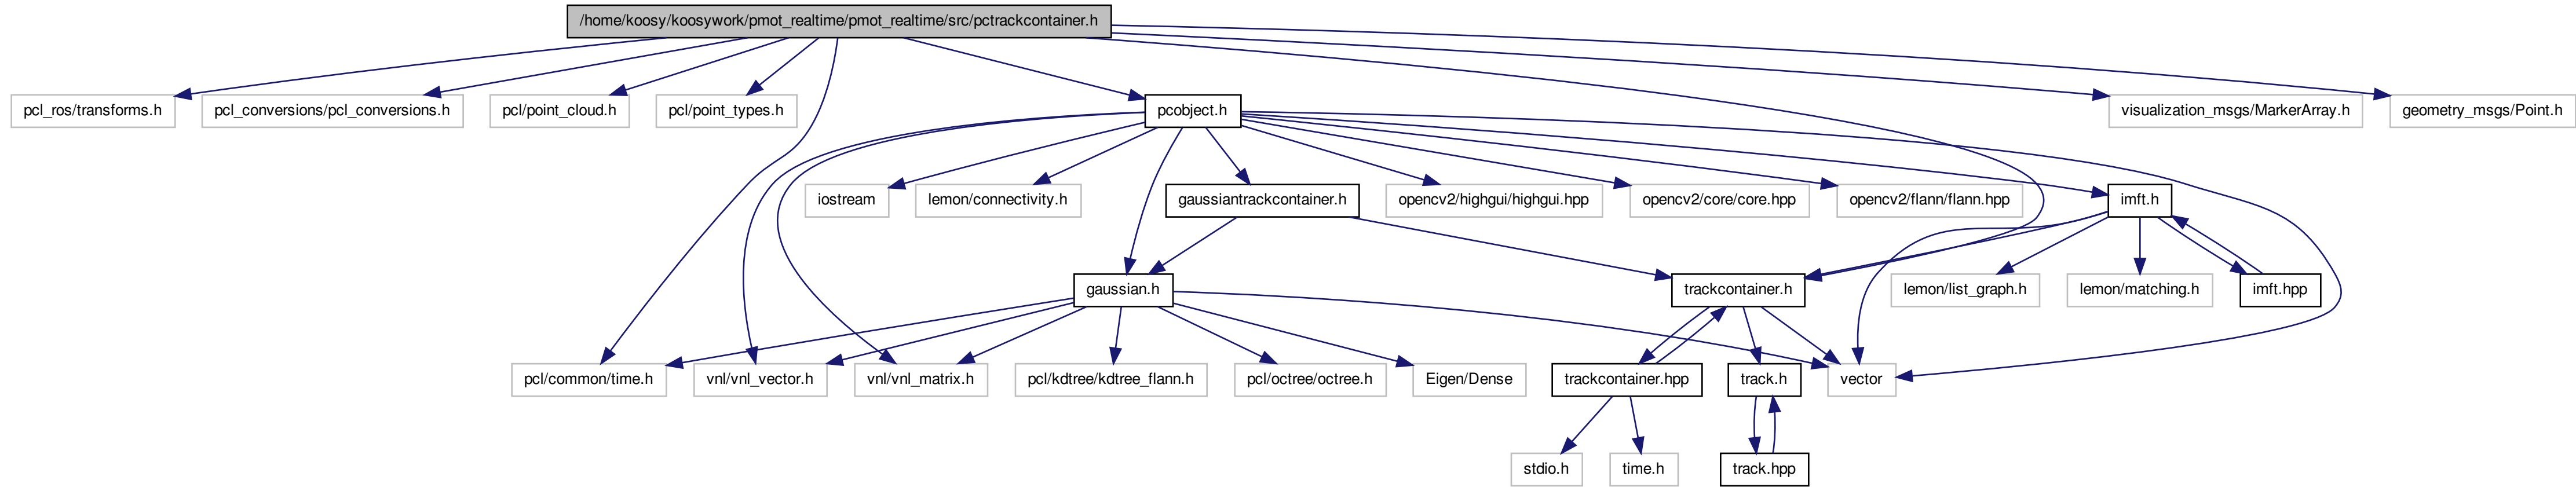 /home/koosy/koosywork/pmot_realtime/pmot_realtime/src/pctrackcontainer.h
pcl_ros/transforms.h
pcl_conversions/pcl_conversions.h
pcl/point_cloud.h
pcl/point_types.h
pcobject.h
visualization_msgs/MarkerArray.h
geometry_msgs/Point.h
iostream
lemon/connectivity.h
gaussiantrackcontainer.h
opencv2/highgui/highgui.hpp
opencv2/core/core.hpp
opencv2/flann/flann.hpp
imft.h
gaussian.h
trackcontainer.h
lemon/list_graph.h
lemon/matching.h
imft.hpp
pcl/common/time.h
vnl/vnl_vector.h
vnl/vnl_matrix.h
pcl/kdtree/kdtree_flann.h
pcl/octree/octree.h
Eigen/Dense
trackcontainer.hpp
track.h
vector
stdio.h
time.h
track.hpp